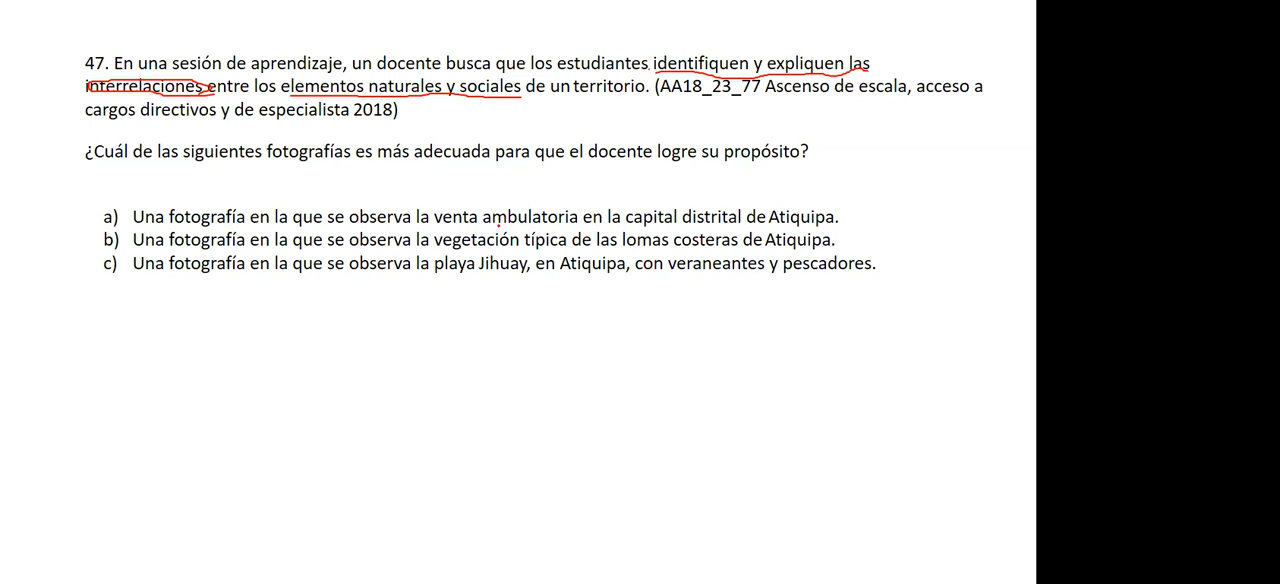 47. En una sesión de aprendizaje, un docente busca que los estudiantes identifiquen y expliquen las
interrelaciones entre los elementos naturales y sociales de un territorio. (AA18_23_77 Ascenso de escala, acceso a
cargos directivos y de especialista 2018)
¿Cuál de las siguientes fotografías es más adecuada para que el docente logre su propósito?
a) Una fotografía en la que se observa la venta ambulatoria en la capital distrital de Atiquipa.
b) Una fotografía en la que se observa la vegetación típica de las lomas costeras de Atiquipa.
c) Una fotografía en la que se observa la playa Jihuay, en Atiquipa, con veraneantes y pescadores.